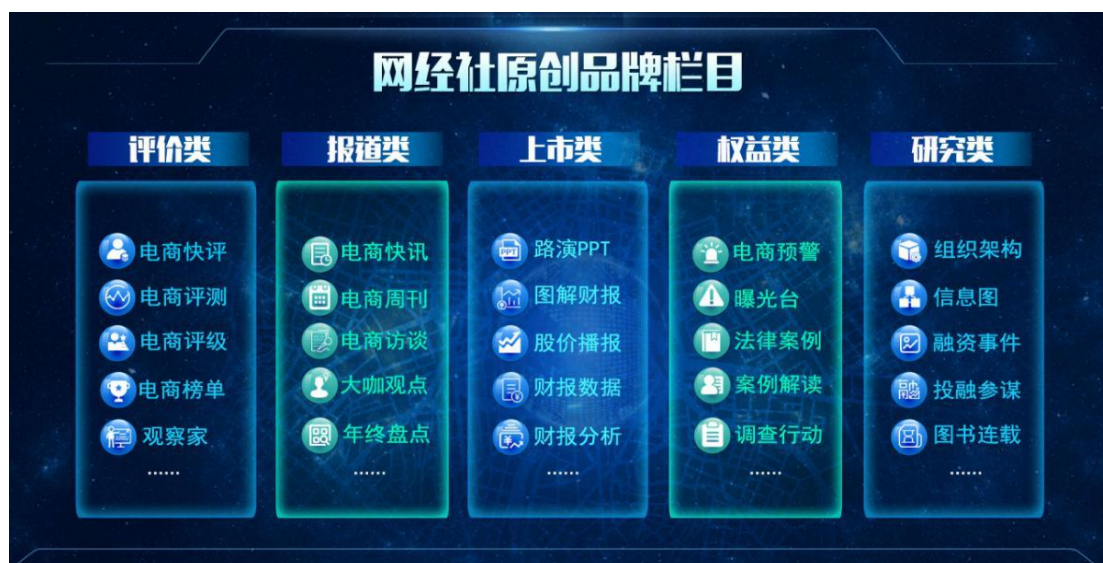 网经社原创品牌栏目
评价类
电商快评
电商评测
电商评级
电商榜单
观察家
......
报道类
电商快讯
电商周刊
电商访谈
大咖观点
年终盘点
......
上市类
路演PPT
图解财报
股价播报
财报数据
财报分析
......
权益类
电商预警
曝光台
法律案例
案例解读
调查行动
......
研究类
组织架构
信息图
融资事件
投融参谋
图书连载
......